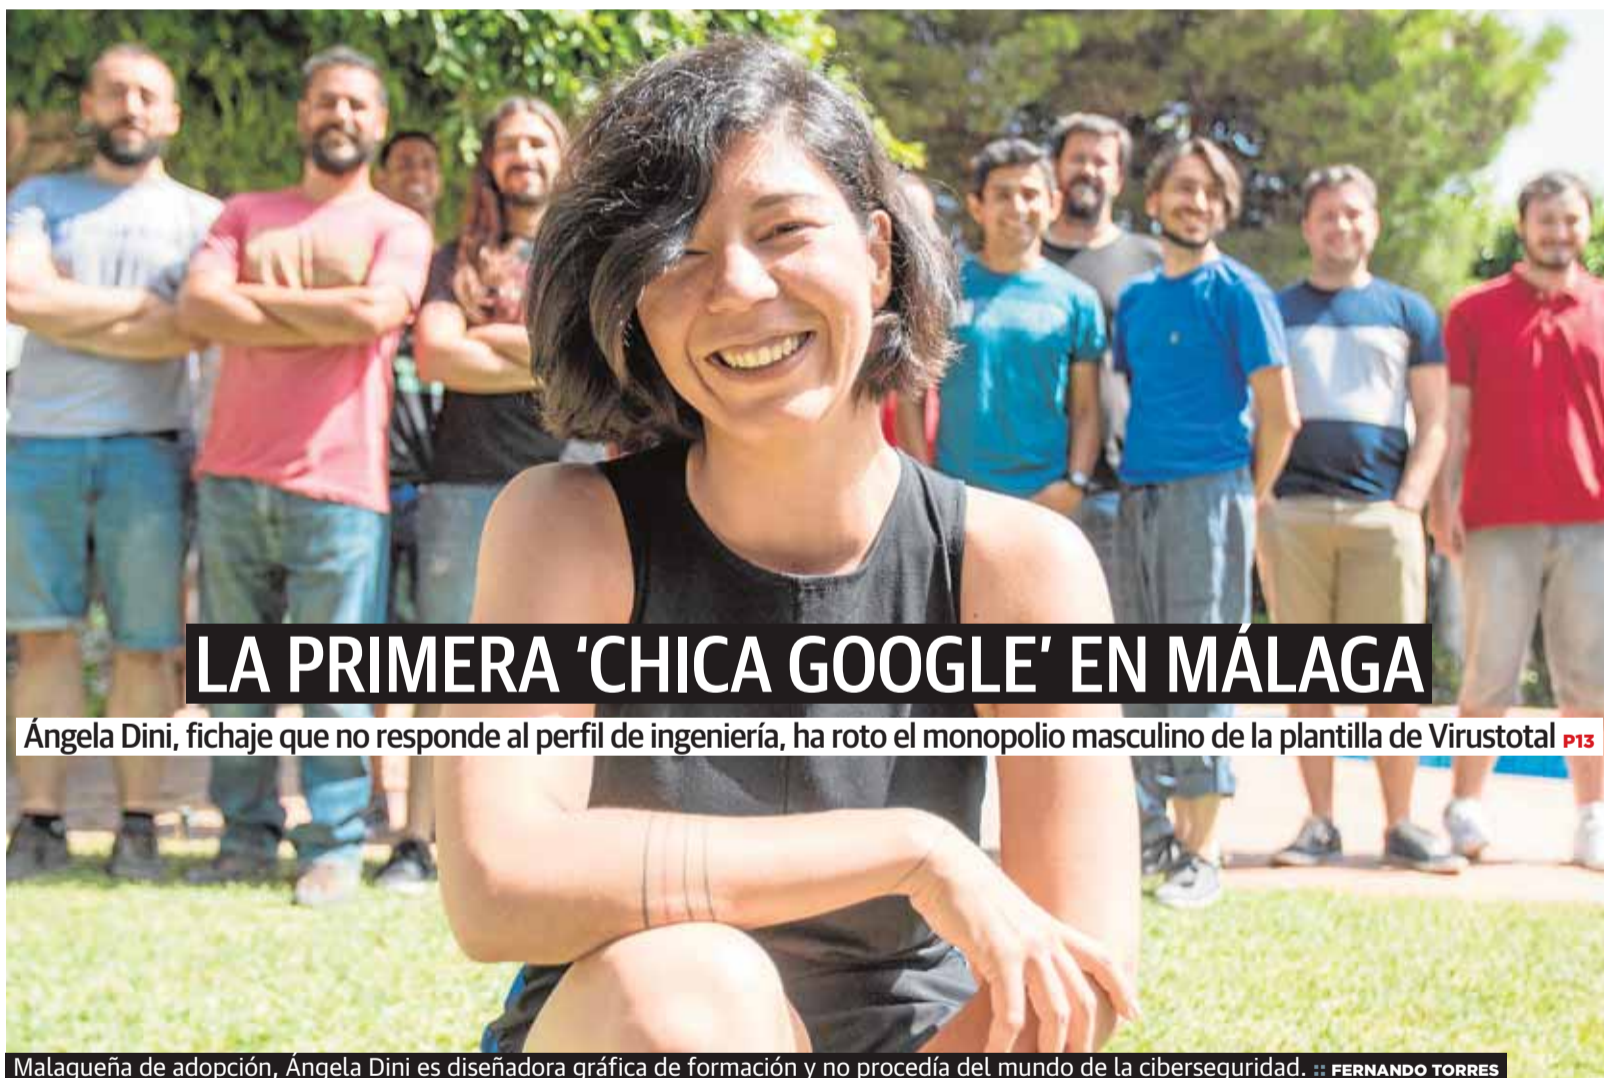 LA PRIMERA ‘CHICA GOOGLE’ EN MÁLAGA
Ángela Dini, fichaje que no responde al perfil de ingeniería, ha roto el monopolio masculino de la plantilla de Virustotal P13
Malagueña de adopción, Ángela Dini es diseñadora gráfica de formación y no procedía del mundo de la ciberseguridad. :: FERNANDO TORRES